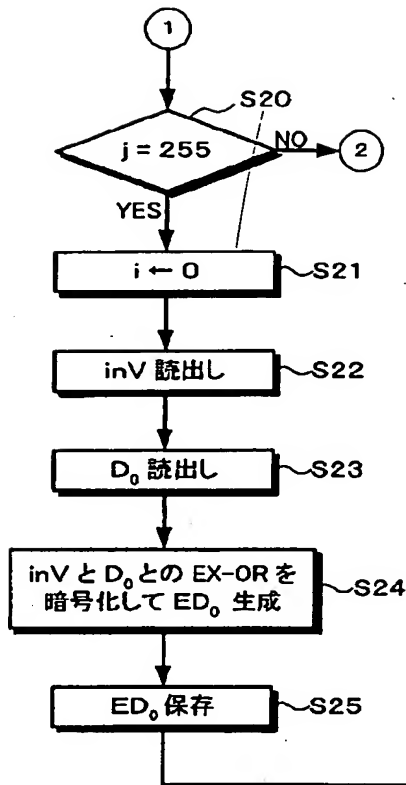 1
S20
j = 255
NO
2
YES
i ← 0
S21
inV 読出し
S22
D₀ 読出し
S23
inV と D₀ との EX-OR を
暗号化して ED₀ 生成
S24
ED₀ 保存
S25